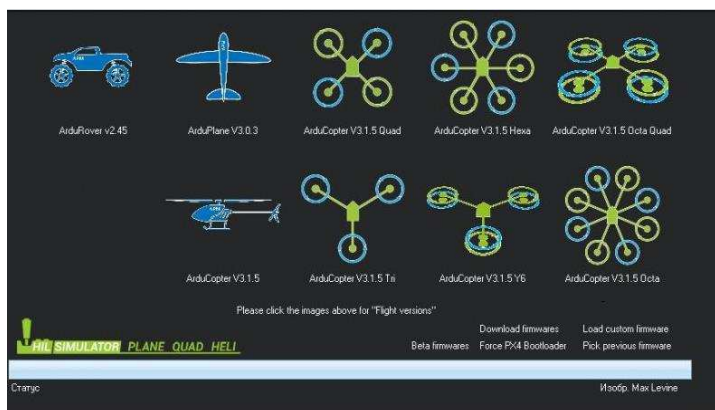 ArduRover v2.45
ArduPlane V3.0.3
ArduCopter V3.1.5 Quad
ArduCopter V3.1.5 Hexa
ArduCopter V3.1.5 Octa Quad
ArduCopter V3.1.5
ArduCopter V3.1.5 Tri
ArduCopter V3.1.5 Y6
ArduCopter V3.1.5 Octa
Please click the images above for "Flight versions"
Download firmwares
Load custom firmware
HIL SIMULATOR PLANE QUAD HELI
Beta firmwares
Force PX4 Bootloader
Pick previous firmware
Статус
Изобр. Max Levine